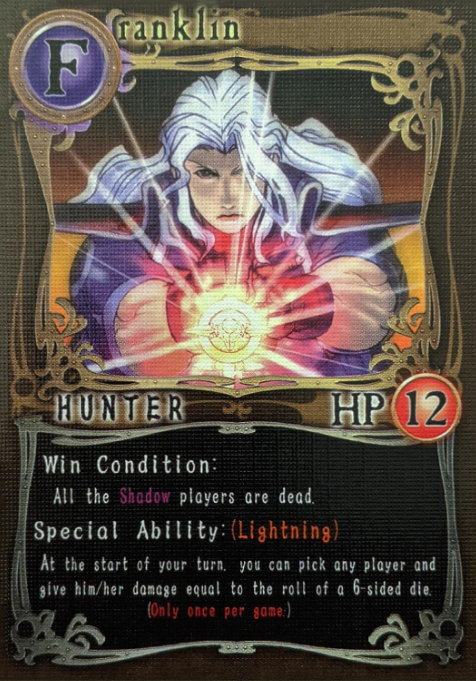 Franklin
HUNTER
HP 12
Win Condition:
All the Shadow players are dead.
Special Ability:(Lightning)
At the start of your turn, you can pick any player and
give him/her damage equal to the roll of a 6-sided die.
(Only once per game.)